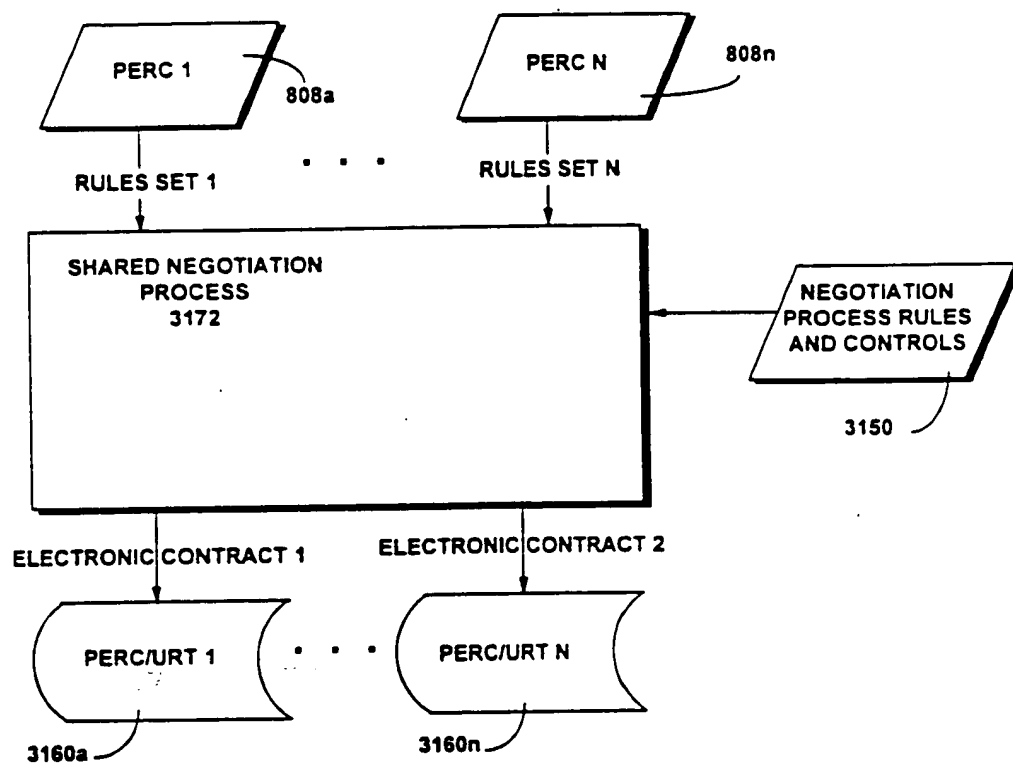 PERC 1
808a
PERC N
808n
RULES SET 1
RULES SET N
SHARED NEGOTIATION
PROCESS
3172
NEGOTIATION
PROCESS RULES
AND CONTROLS
3150
ELECTRONIC CONTRACT 1
ELECTRONIC CONTRACT 2
PERC/URT 1
PERC/URT N
3160a
3160n